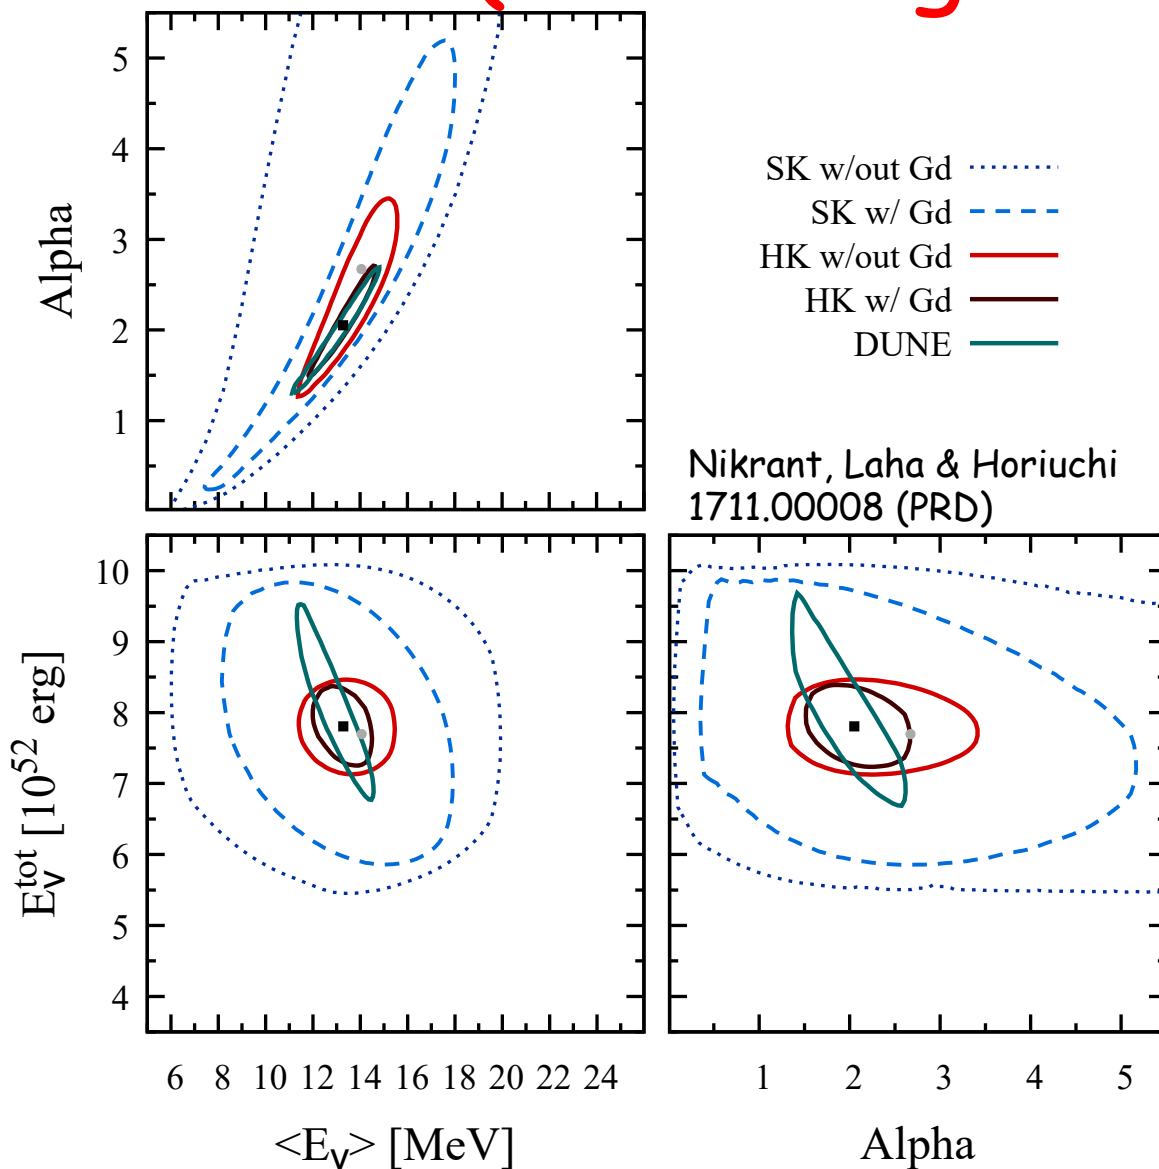 5
4
3
2
1
Alpha
SK w/out Gd
SK w/ Gd
HK w/out Gd
HK w/ Gd
DUNE
Nikrant, Laha & Horiuchi
1711.00008 (PRD)
10
9
8
7
6
5
4
E_ν^tot [10^52 erg]
6 8 10 12 14 16 18 20 22 24
<E_ν> [MeV]
1 2 3 4 5
Alpha